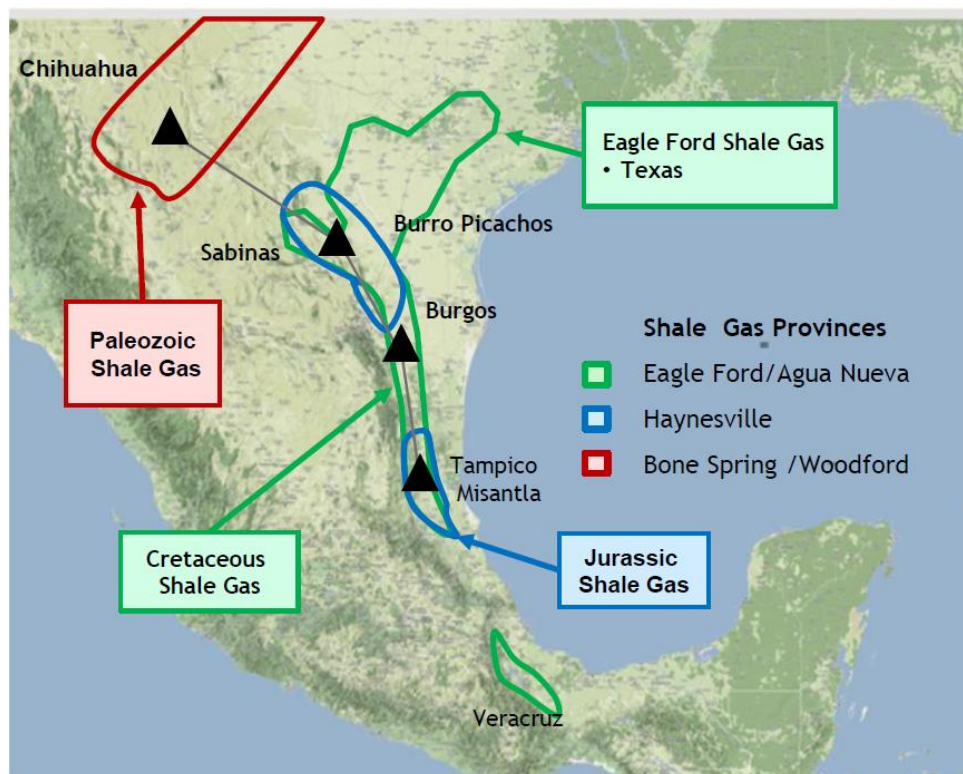 Chihuahua
Eagle Ford Shale Gas
• Texas
Burro Picachos
Sabinas
Burgos
Paleozoic
Shale Gas
Shale Gas Provinces
Eagle Ford/Agua Nueva
Haynesville
Bone Spring /Woodford
Tampico
Misantla
Cretaceous
Shale Gas
Jurassic
Shale Gas
Veracruz